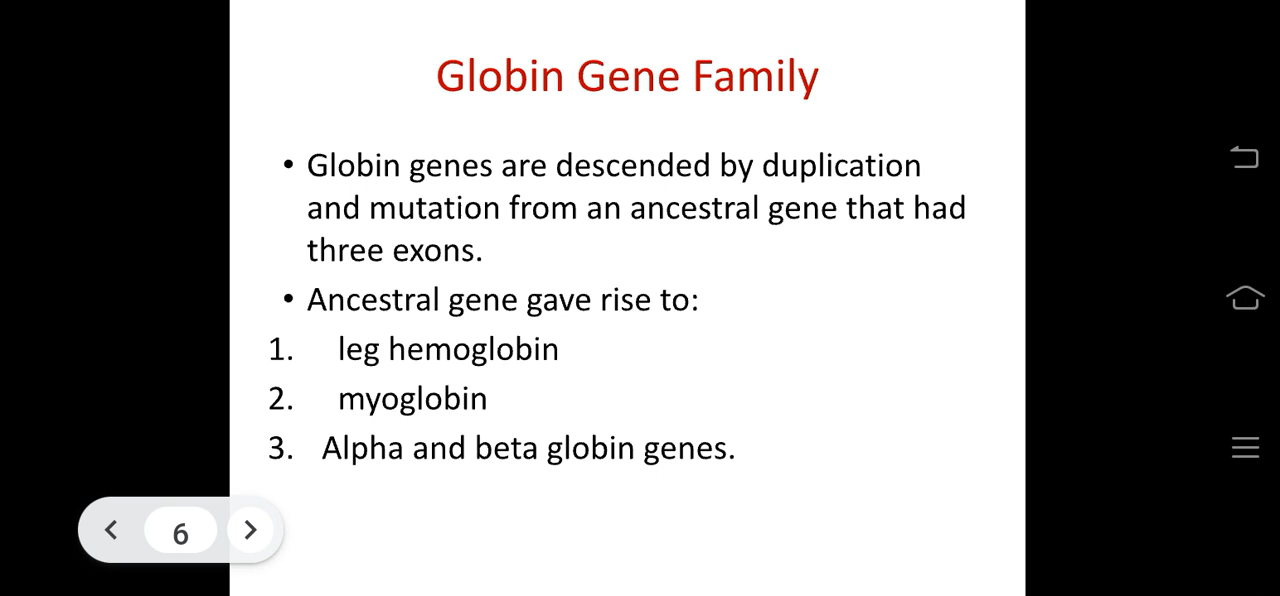 Globin Gene Family
• Globin genes are descended by duplication
and mutation from an ancestral gene that had
three exons.
• Ancestral gene gave rise to:
1. leg hemoglobin
2. myoglobin
3. Alpha and beta globin genes.
6